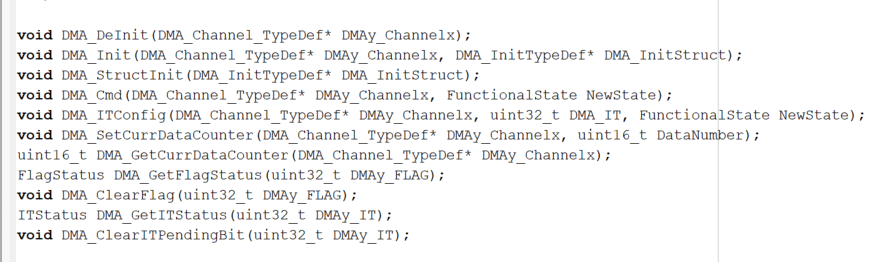 void DMA_DeInit(DMA_Channel_TypeDef* DMAy_Channelx);
void DMA_Init(DMA_Channel_TypeDef* DMAy_Channelx, DMA_InitTypeDef* DMA_InitStruct);
void DMA_StructInit(DMA_InitTypeDef* DMA_InitStruct);
void DMA_Cmd(DMA_Channel_TypeDef* DMAy_Channelx, FunctionalState NewState);
void DMA_ITConfig(DMA_Channel_TypeDef* DMAy_Channelx, uint32_t DMA_IT, FunctionalState NewState);
void DMA_SetCurrDataCounter(DMA_Channel_TypeDef* DMAy_Channelx, uint16_t DataNumber);
uint16_t DMA_GetCurrDataCounter(DMA_Channel_TypeDef* DMAy_Channelx);
FlagStatus DMA_GetFlagStatus(uint32_t DMAy_FLAG);
void DMA_ClearFlag(uint32_t DMAy_FLAG);
ITStatus DMA_GetITStatus(uint32_t DMAy_IT);
void DMA_ClearITPendingBit(uint32_t DMAy_IT);